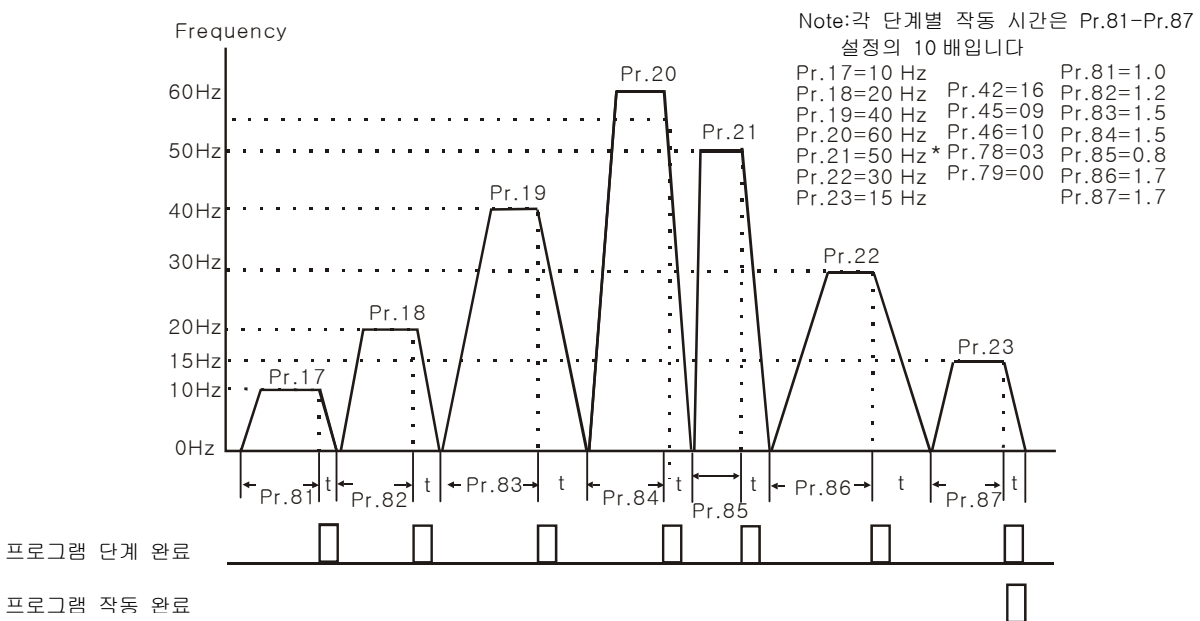 Note:각 단계별 작동 시간은 Pr.81-Pr.87
설정의 10 배입니다
Frequency
Pr.17=10 Hz
Pr.18=20 Hz
Pr.19=40 Hz
Pr.20=60 Hz
Pr.21=50 Hz
Pr.22=30 Hz
Pr.23=15 Hz
Pr.42=16
Pr.45=09
Pr.46=10
* Pr.78=03
Pr.79=00
Pr.81=1.0
Pr.82=1.2
Pr.83=1.5
Pr.84=1.5
Pr.85=0.8
Pr.86=1.7
Pr.87=1.7
60Hz
50Hz
40Hz
30Hz
20Hz
15Hz
10Hz
0Hz
Pr.17
Pr.18
Pr.19
Pr.20
Pr.21
Pr.22
Pr.23
Pr.81 t Pr.82 t Pr.83 t Pr.84 t Pr.85 t Pr.86 t Pr.87 t
프로그램 단계 완료
프로그램 작동 완료